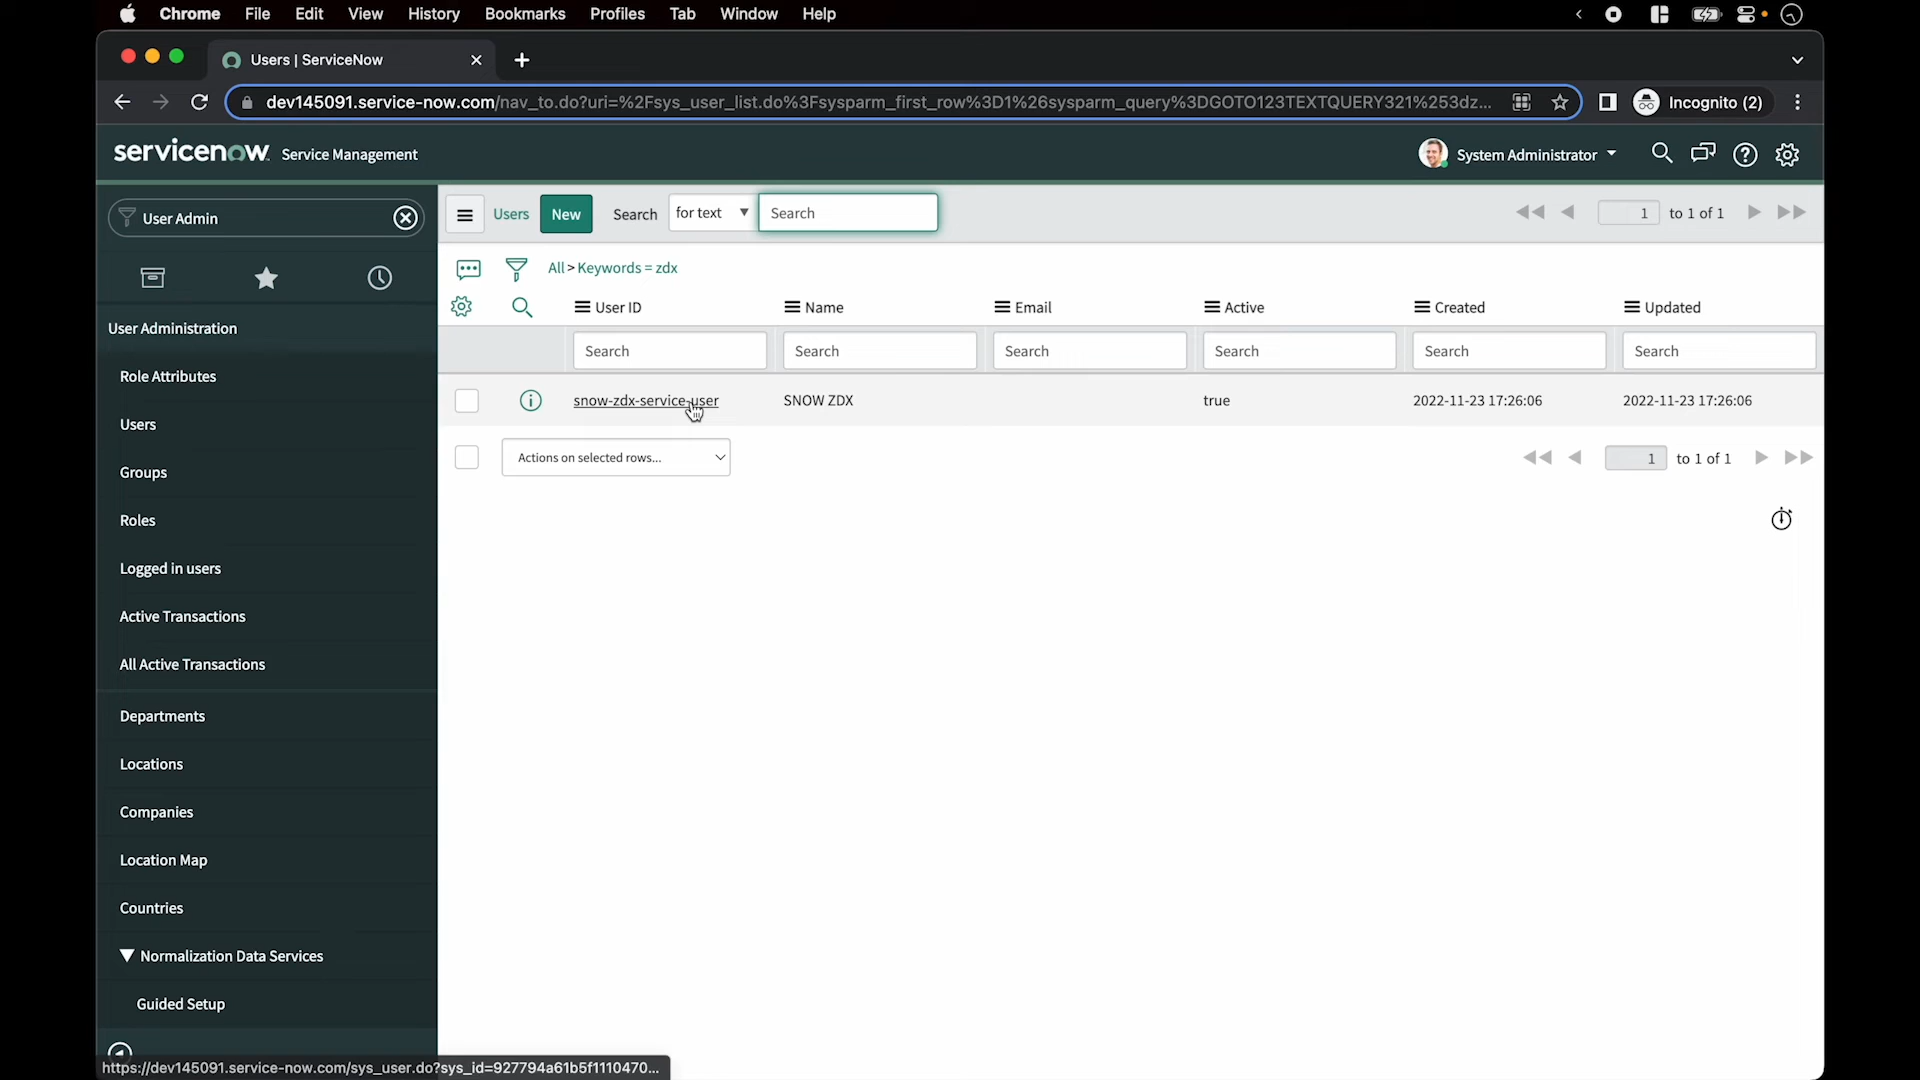 Chrome File Edit View History Bookmarks Profiles Tab Window Help
Users | ServiceNow
dev145091.service-now.com/nav_to.do?uri=%2Fsys_user_list.do%3Fsysparm_first_row%3D1%26sysparm_query%3DGOTO123TEXTQUERY321%253dz... Incognito (2)
servicenow Service Management System Administrator
User Admin
Users New Search for text Search 1 to 1 of 1
All > Keywords = zdx
User ID Name Email Active Created Updated
Search Search Search Search Search Search
snow-zdx-service-user SNOW ZDX true 2022-11-23 17:26:06 2022-11-23 17:26:06
Actions on selected rows... 1 to 1 of 1
User Administration
Role Attributes
Users
Groups
Roles
Logged in users
Active Transactions
All Active Transactions
Departments
Locations
Companies
Location Map
Countries
Normalization Data Services
Guided Setup
https://dev145091.service-now.com/sys_user.do?sys_id=927794a61b5f1110470...